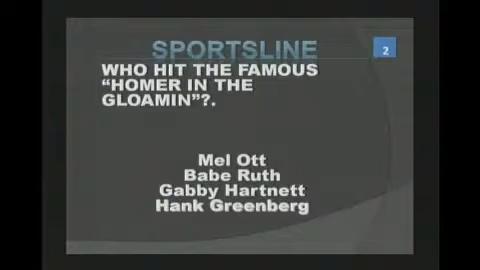 SPORTSLINE
2
WHO HIT THE FAMOUS
“HOMER IN THE
GLOAMIN”?.
Mel Ott
Babe Ruth
Gabby Hartnett
Hank Greenberg